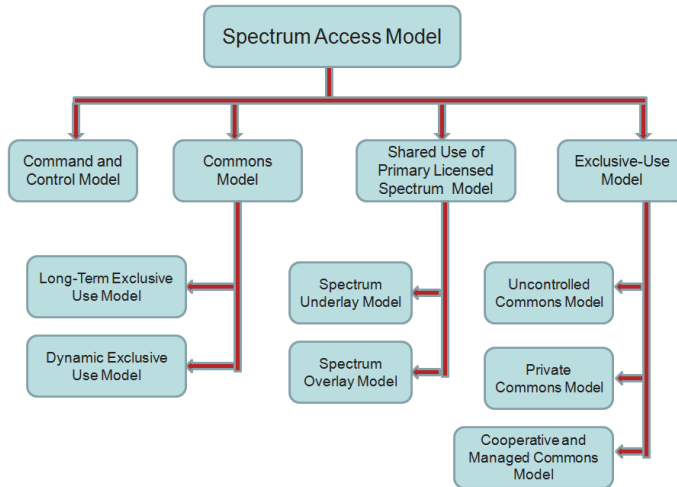 Spectrum Access Model
Command and
Control Model
Commons
Model
Shared Use of
Primary Licensed
Spectrum Model
Exclusive-Use
Model
Long-Term Exclusive
Use Model
Dynamic Exclusive
Use Model
Spectrum
Underlay Model
Spectrum
Overlay Model
Uncontrolled
Commons Model
Private
Commons Model
Cooperative and
Managed Commons
Model